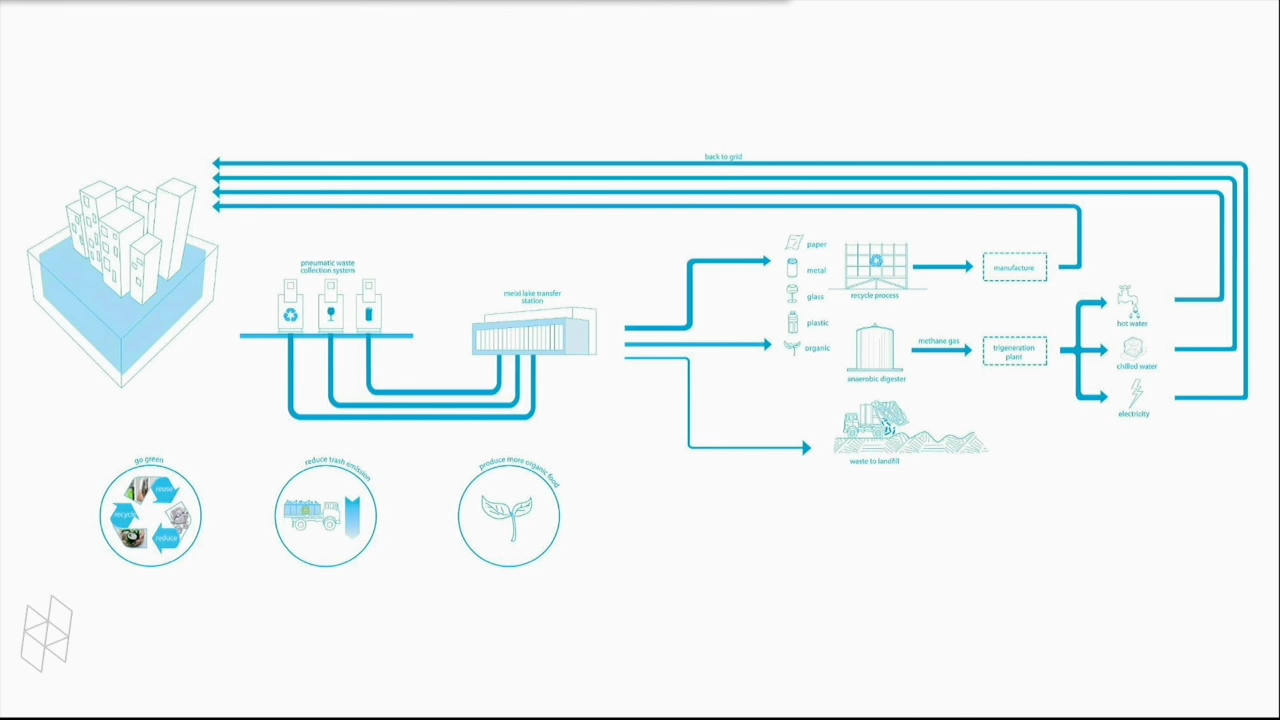 back to grid
pneumatic waste
collection system
meixi lake transfer
station
paper
metal
glass
plastic
organic
recycle process
manufacture
anaerobic digester
methane gas
trigeneration
plant
hot water
chilled water
electricity
waste to landfill
go green
reuse
recycle
reduce
reduce trash emission
produce more organic food